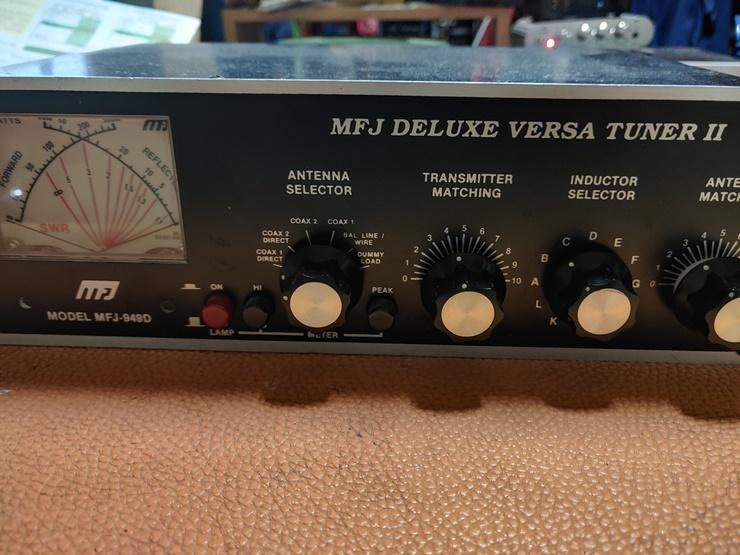 MFJ DELUXE VERSA TUNER II
ANTENNA
SELECTOR
TRANSMITTER
MATCHING
INDUCTOR
SELECTOR
FORWARD
SWR
MFJ
MODEL MFJ-949D
COAX 2 COAX 1
COAX 2
DIRECT
COAX 1
DIRECT
BAL LINE /
WIRE
DUMMY
LOAD
ON
LAMP
HI
METER
PEAK
0 1 2 3 4 5 6 7 8 9 10
A B C D E F G
L
K